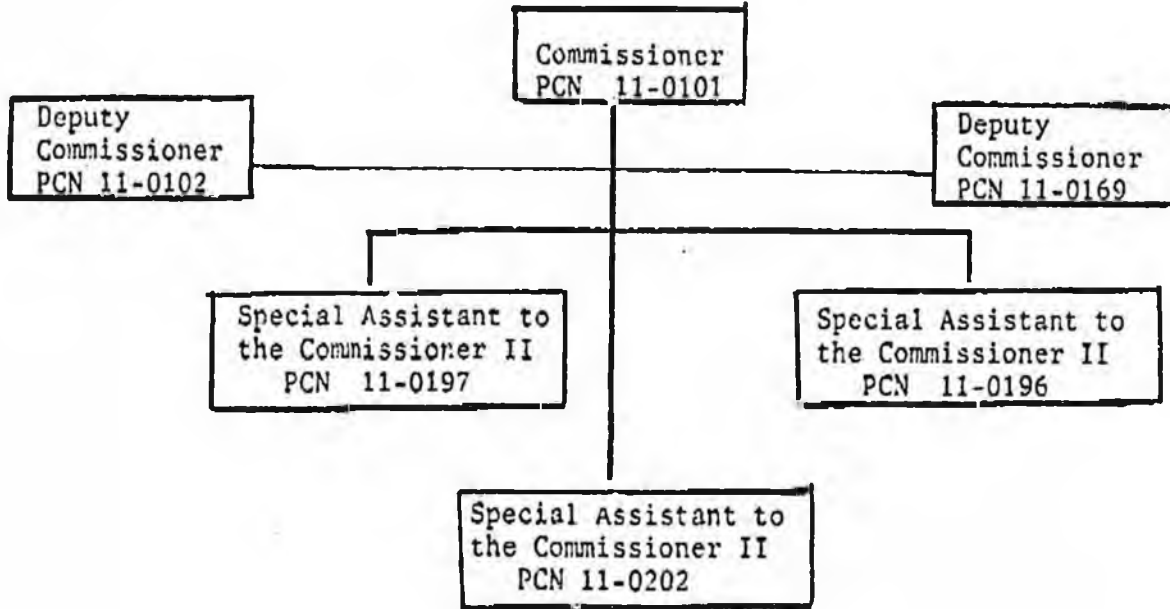 Commissioner
PCN 11-0101
Deputy
Commissioner
PCN 11-0102
Deputy
Commissioner
PCN 11-0169
Special Assistant to
the Commissioner II
PCN 11-0197
Special Assistant to
the Commissioner II
PCN 11-0196
Special Assistant to
the Commissioner II
PCN 11-0202